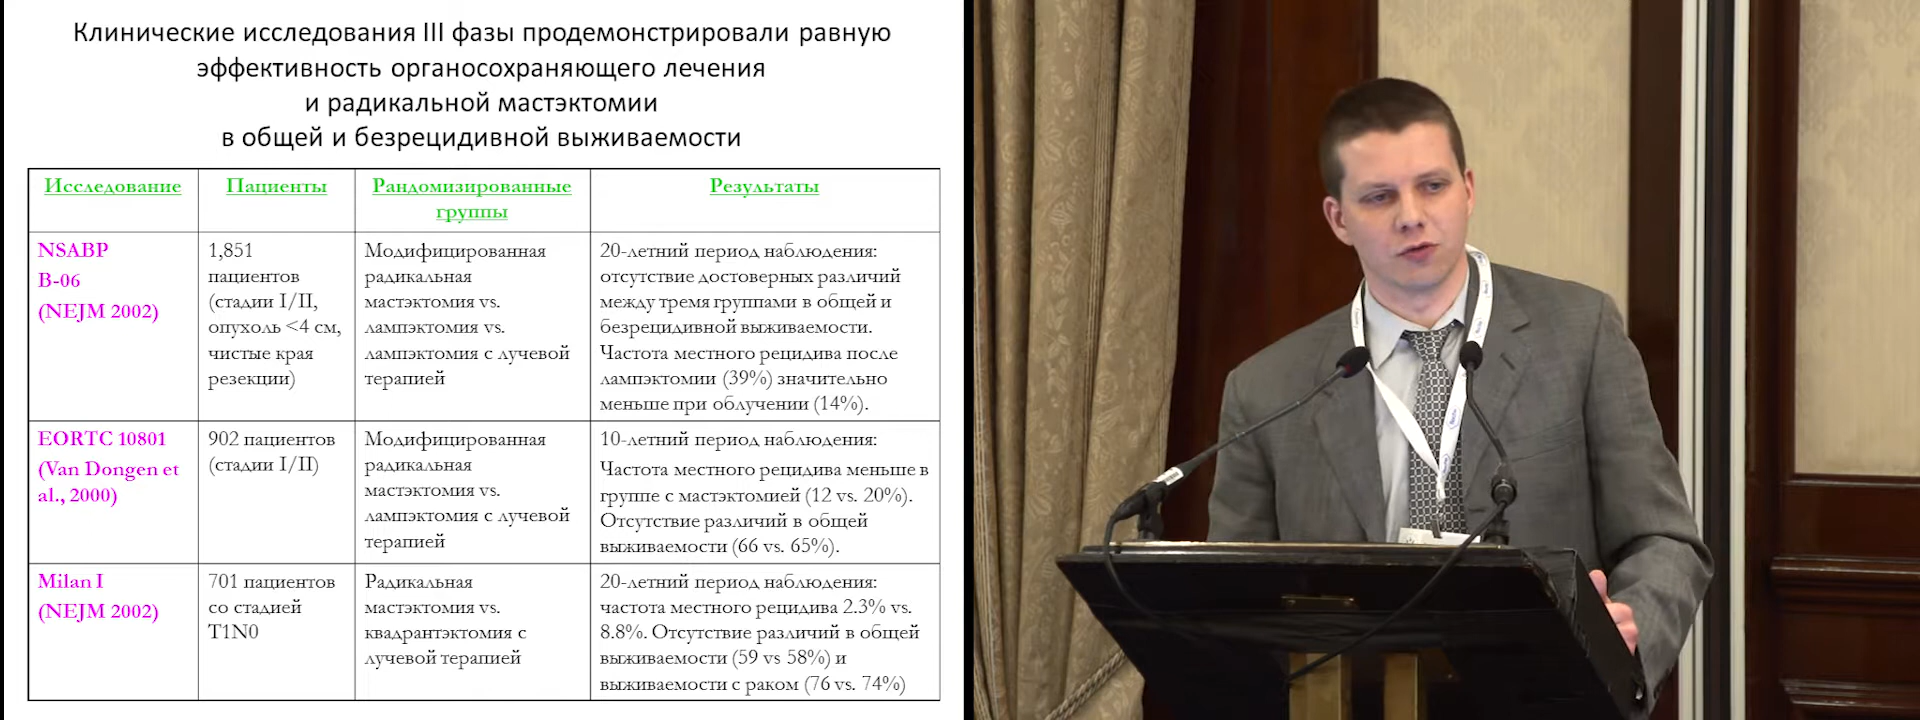 Клинические исследования III фазы продемонстрировали равную
эффективность органосохраняющего лечения
и радикальной мастэктомии
в общей и безрецидивной выживаемости
Исследование
Пациенты
Рандомизированные
группы
Результаты
NSABP
B-06
(NEJM 2002)
1,851
пациентов
(стадии I/II,
опухоль <4 см,
чистые края
резекции)
Модифицированная
радикальная
мастэктомия vs.
лампэктомия vs.
лампэктомия с лучевой
терапией
20-летний период наблюдения:
отсутствие достоверных различий
между тремя группами в общей и
безрецидивной выживаемости.
Частота местного рецидива после
лампэктомии (39%) значительно
меньше при облучении (14%).
EORTC 10801
(Van Dongen et
al., 2000)
902 пациентов
(стадии I/II)
Модифицированная
радикальная
мастэктомия vs.
лампэктомия с лучевой
терапией
10-летний период наблюдения:
Частота местного рецидива меньше в
группе с мастэктомией (12 vs. 20%).
Отсутствие различий в общей
выживаемости (66 vs. 65%).
Milan I
(NEJM 2002)
701 пациентов
со стадией
T1N0
Радикальная
мастэктомия vs.
квадрантэктомия с
лучевой терапией
20-летний период наблюдения:
частота местного рецидива 2.3% vs.
8.8%. Отсутствие различий в общей
выживаемости (59 vs 58%) и
выживаемости с раком (76 vs. 74%)